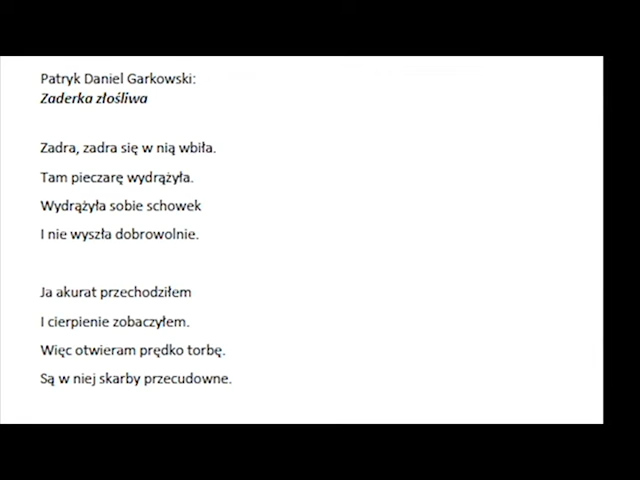 Patryk Daniel Garkowski:
Zaderka złośliwa
Zadra, zadra się w nią wbiła.
Tam pieczarę wydrążyła.
Wydrążyła sobie schowek
I nie wyszła dobrowolnie.
Ja akurat przechodziłem
I cierpienie zobaczyłem.
Więc otwieram prędko torbę.
Są w niej skarby przecudowne.